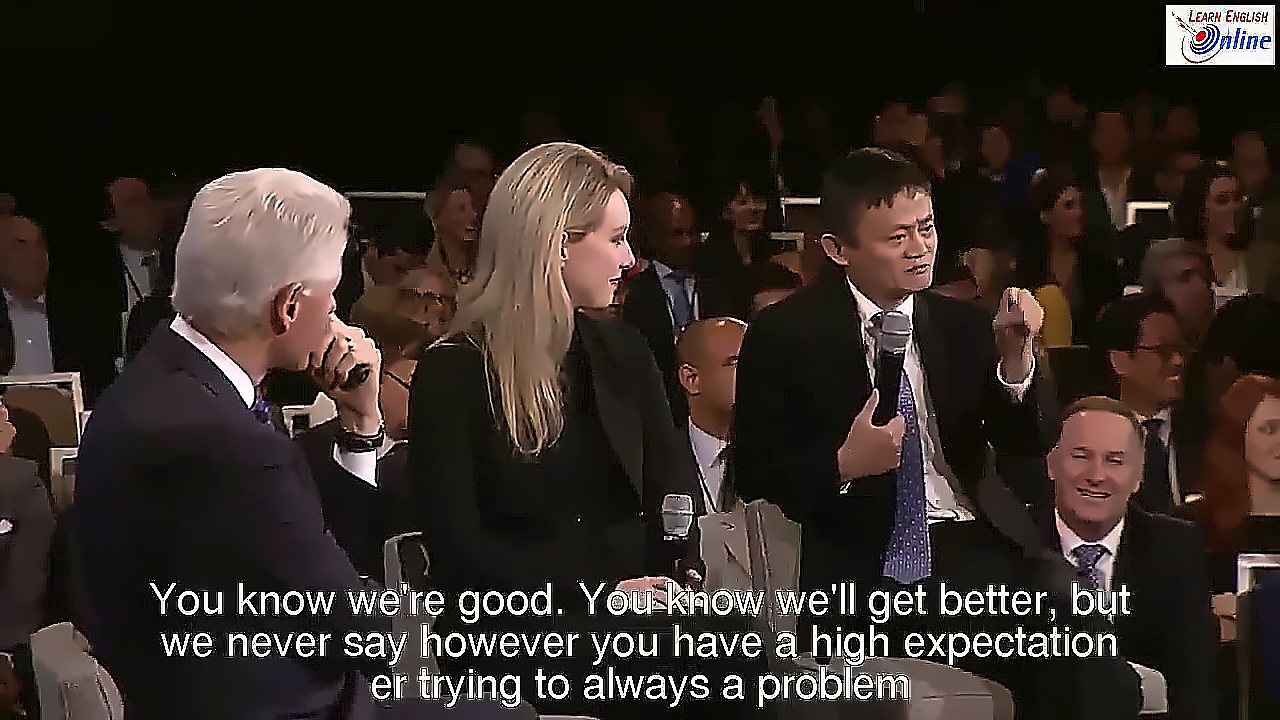 LEARN ENGLISH
Online
You know we're good. You know we'll get better, but
we never say however you have a high expectation
er trying to always a problem